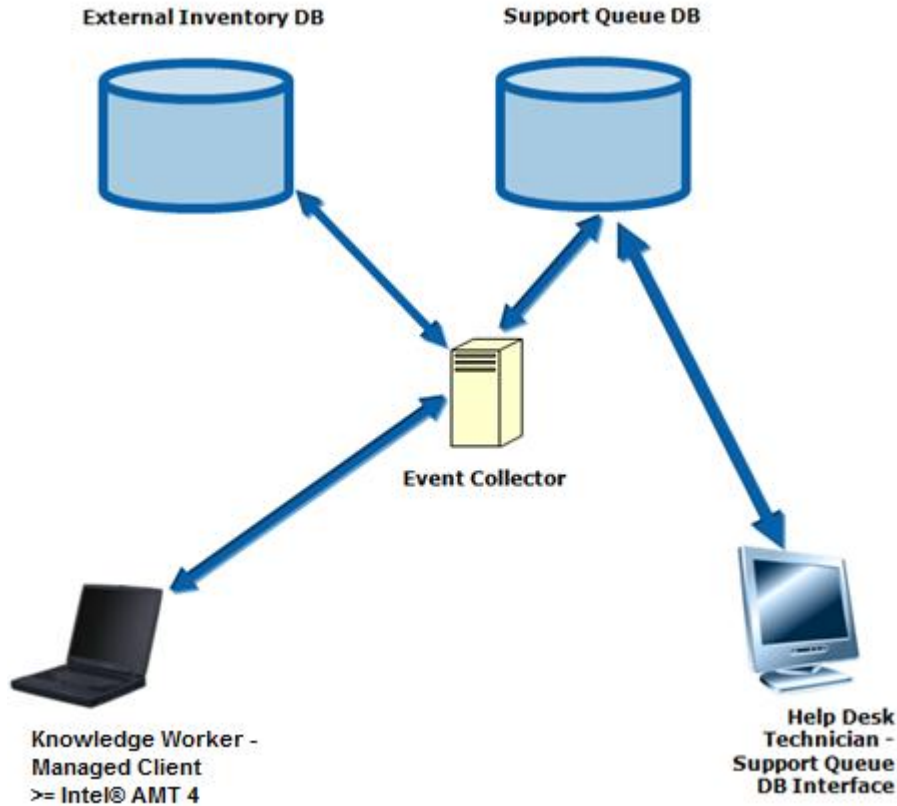 External Inventory DB
Support Queue DB
Event Collector
Knowledge Worker -
Managed Client
>= Intel® AMT 4
Help Desk
Technician -
Support Queue
DB Interface